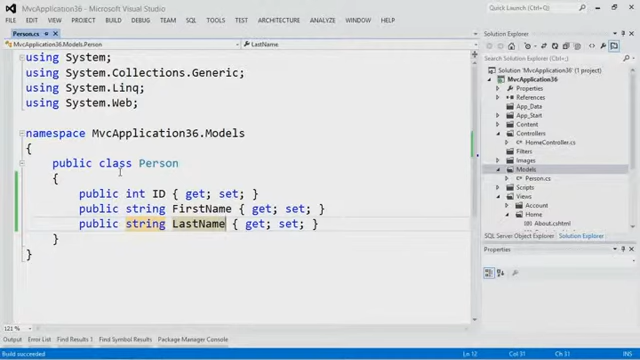 MvcApplication36 - Microsoft Visual Studio
Quick Launch (Ctrl+Q)
FILE EDIT VIEW PROJECT BUILD DEBUG TEAM SQL TOOLS TEST ARCHITECTURE ANALYZE WINDOW HELP
Person.cs
MvcApplication36.Models.Person
LastName
using System;
using System.Collections.Generic;
using System.Linq;
using System.Web;
namespace MvcApplication36.Models
{
public class Person
{
public int ID { get; set; }
public string FirstName { get; set; }
public string LastName { get; set; }
}
}
121 %
Solution Explorer
Search Solution Explorer (Ctrl+;)
Solution 'MvcApplication36' (1 project)
MvcApplication36
Properties
References
App_Data
App_Start
Content
Controllers
HomeController.cs
Filters
Images
Models
Person.cs
Scripts
Views
Account
Home
About.cshtml
SQL Server Object Explorer
Solution Explorer
Properties
Output Error List Find Results 1 Find Symbol Results Package Manager Console
Build succeeded
Ln 12
Col 31
Ch 31
INS